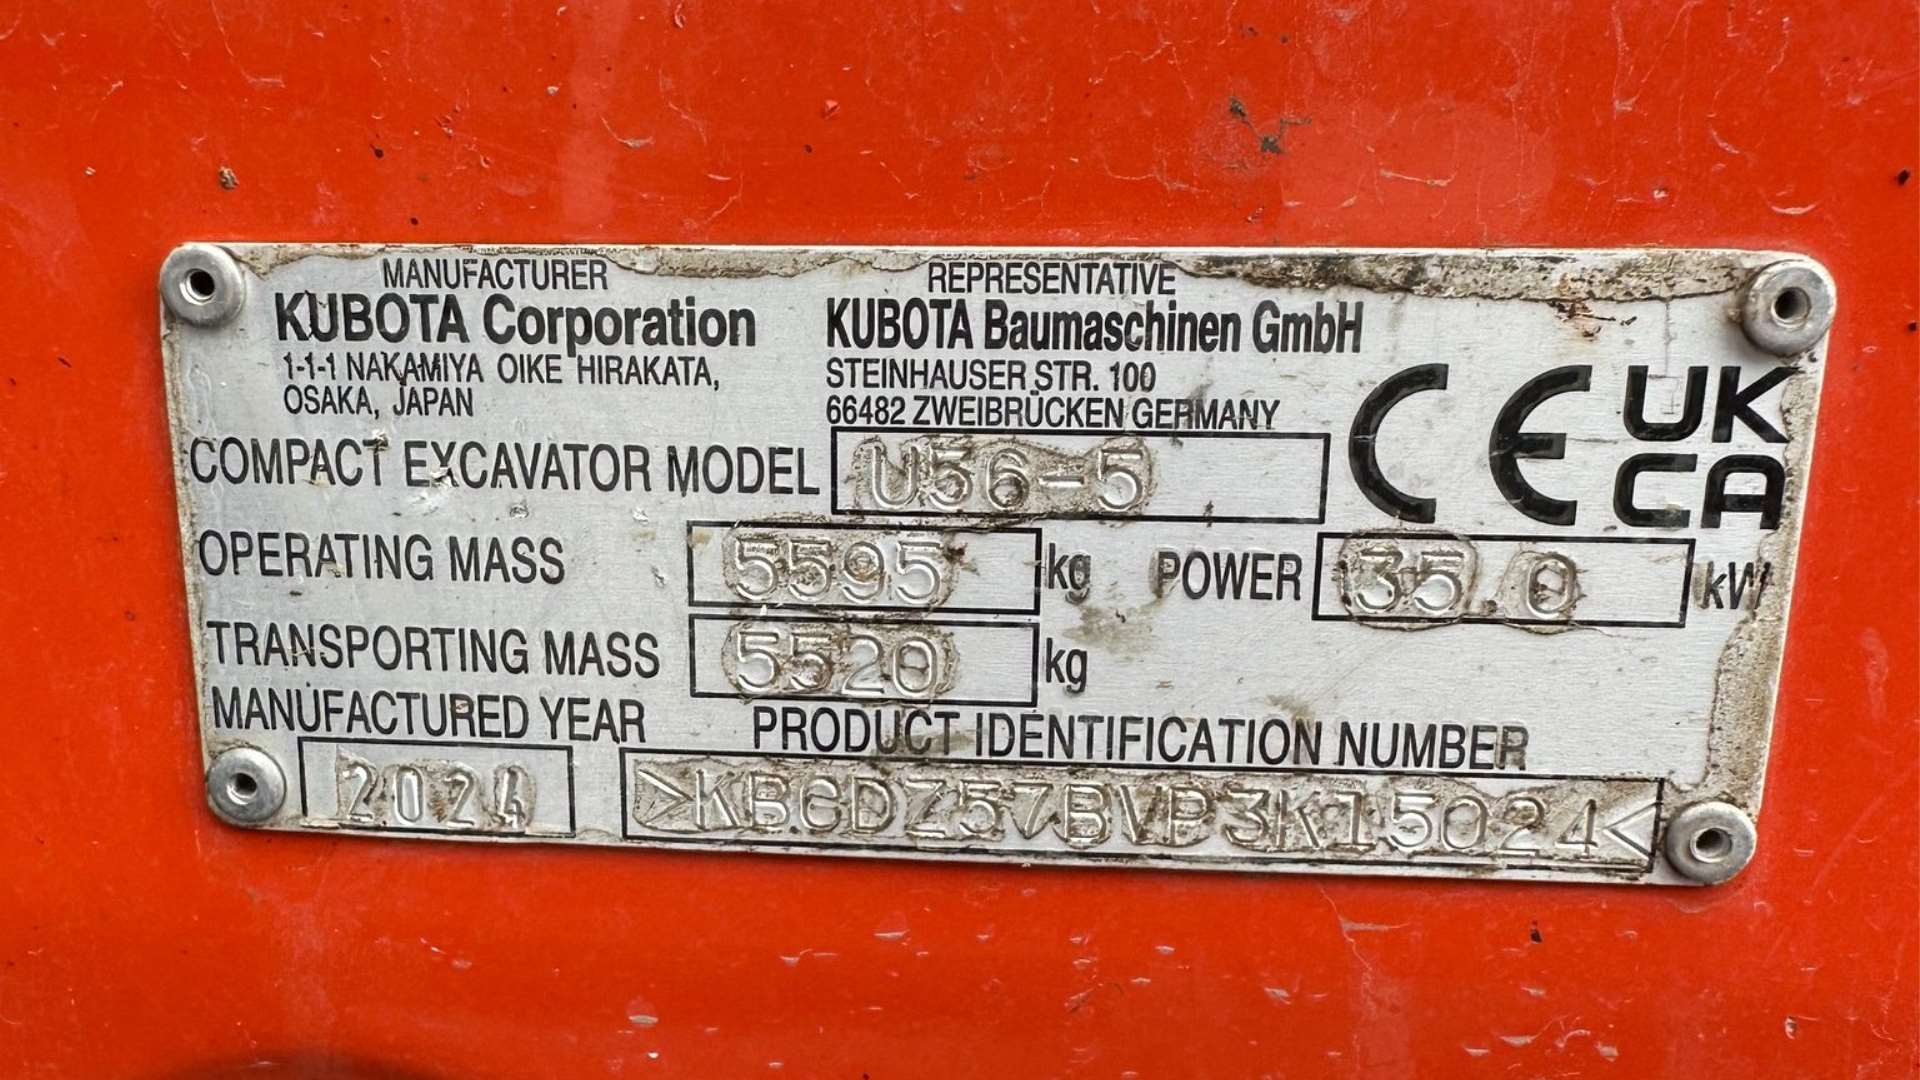 MANUFACTURER
KUBOTA Corporation
1-1-1 NAKAMIYA OIKE HIRAKATA,
OSAKA, JAPAN
REPRESENTATIVE
KUBOTA Baumaschinen GmbH
STEINHAUSER STR. 100
66482 ZWEIBRÜCKEN GERMANY
CE UK CA
COMPACT EXCAVATOR MODEL U56-5
OPERATING MASS 5595 kg POWER 35.0 kW
TRANSPORTING MASS 5520 kg
MANUFACTURED YEAR PRODUCT IDENTIFICATION NUMBER
2024 >KBCDZ57BVP3K15024<